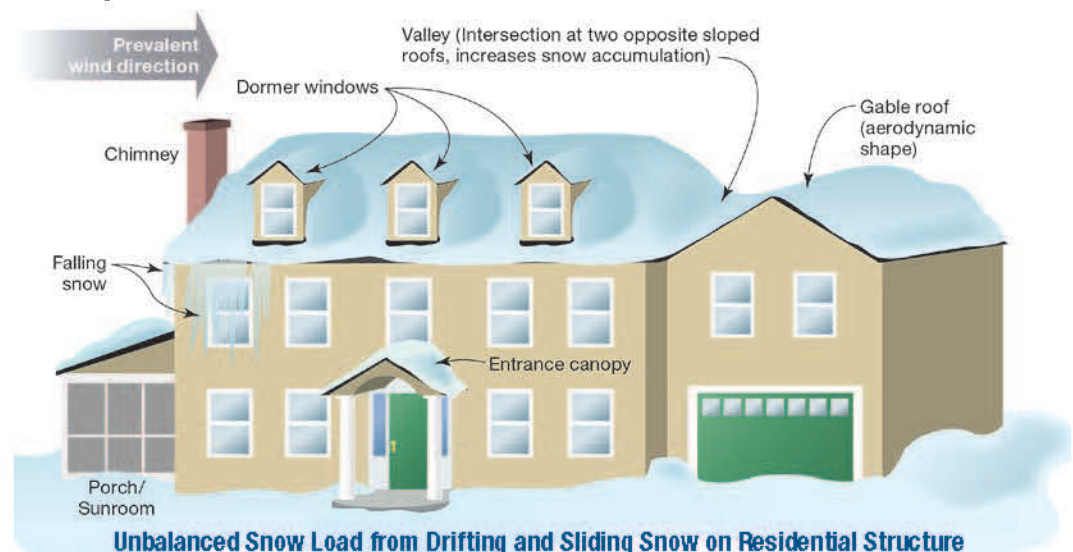 Prevalent
wind direction
Valley (Intersection at two opposite sloped
roofs, increases snow accumulation)
Dormer windows
Gable roof
(aerodynamic
shape)
Chimney
Falling
snow
Entrance canopy
Porch/
Sunroom
Unbalanced Snow Load from Drifting and Sliding Snow on Residential Structure